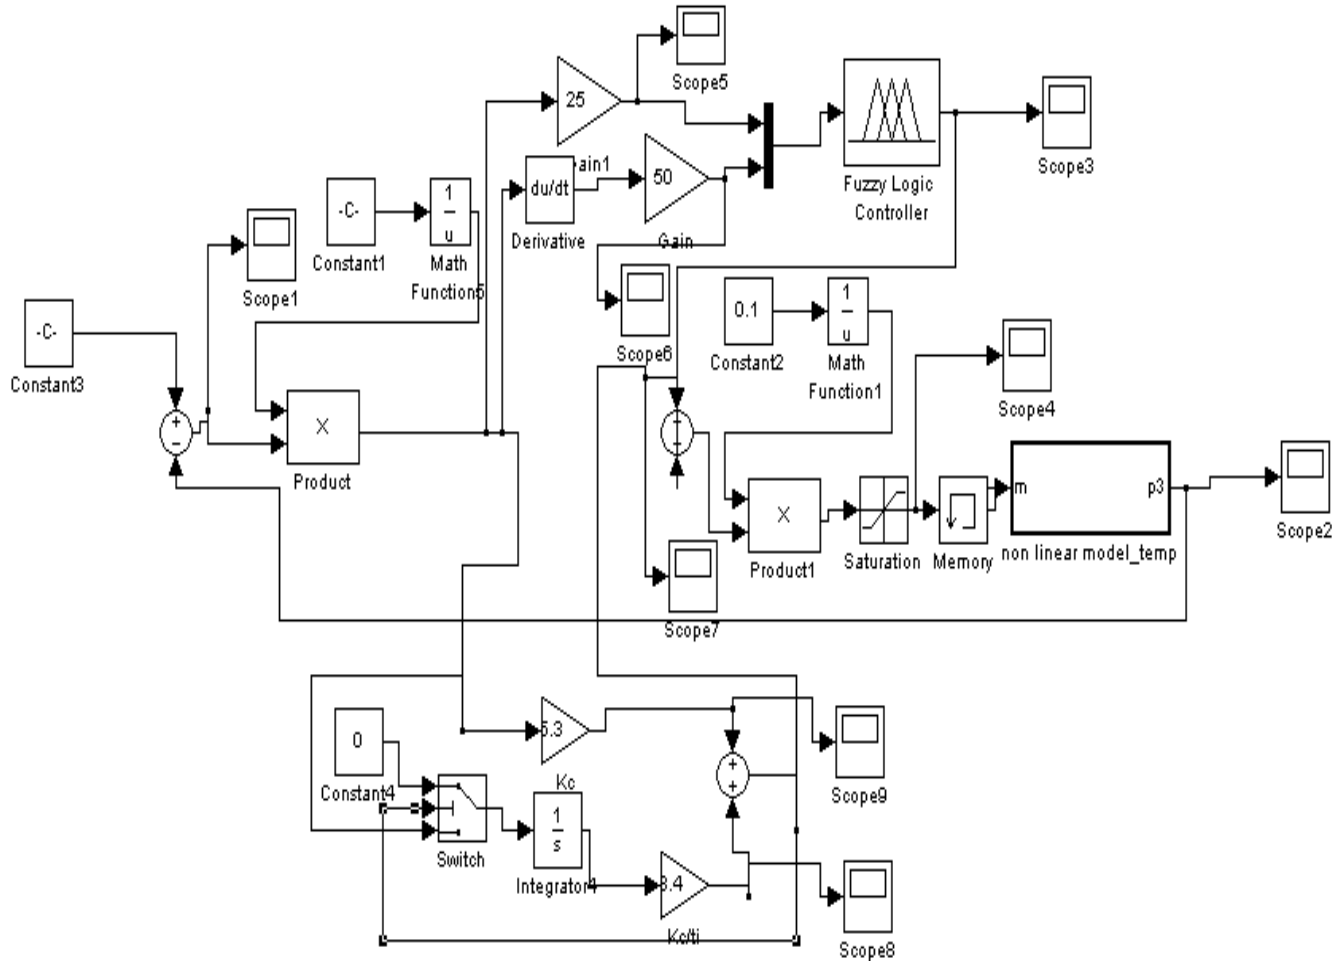 Scope5
25
Scope3
Fuzzy Logic
Controller
ain1
50
du/dt
Derivative
Gain
-C-
Constant1
1
u
Math
Function5
Scope1
-C-
Constant3
Scope6
0.1
Constant2
1
u
Math
Function1
Scope4
+
−
X
Product
X
Product1
Saturation
Memory
m
p3
non linear model_temp
Scope2
Scope7
5.3
Kc
0
Constant4
Switch
1
s
+
+
Scope9
3.4
Kc/ti
Scope8